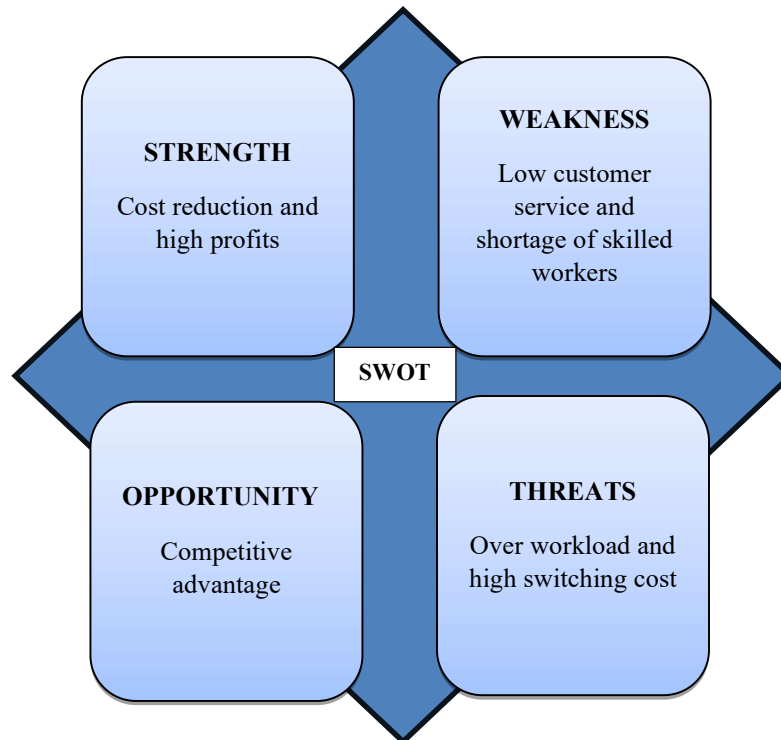 STRENGTH
Cost reduction and
high profits
WEAKNESS
Low customer
service and
shortage of skilled
workers
SWOT
OPPORTUNITY
Competitive
advantage
THREATS
Over workload and
high switching cost